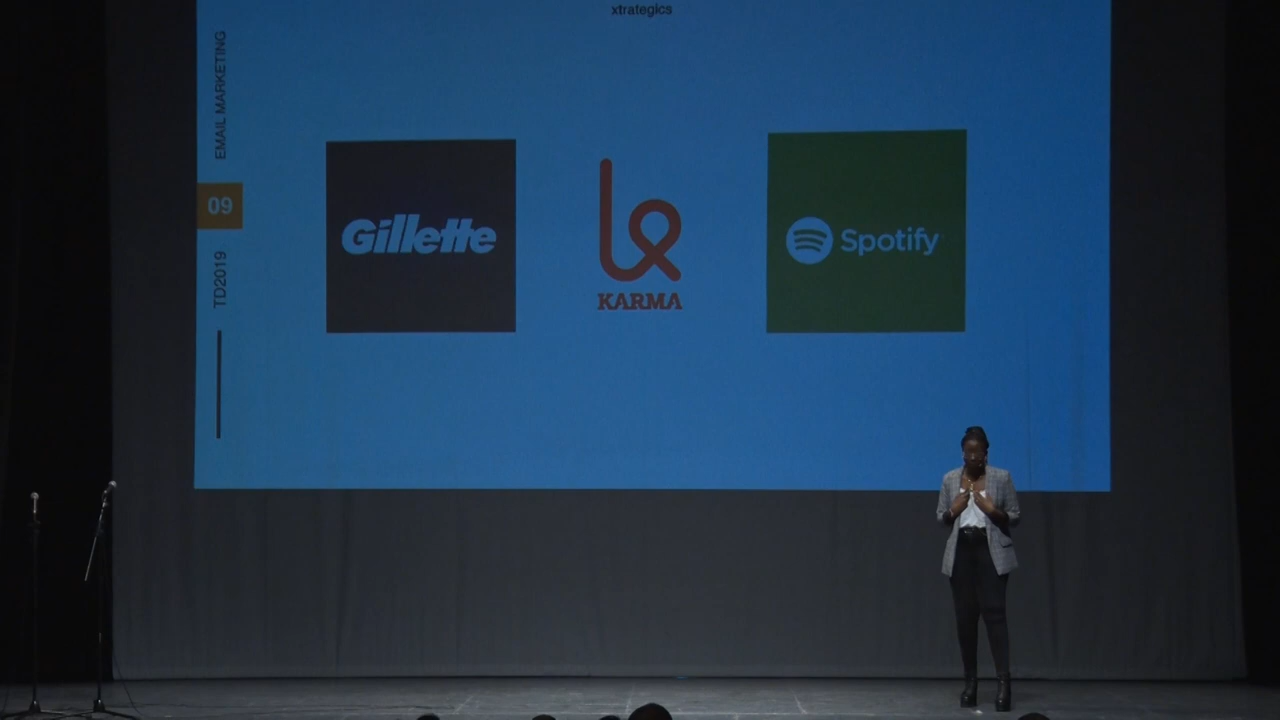 xtrategics
EMAIL MARKETING
09
TD2019
Gillette
KARMA
Spotify